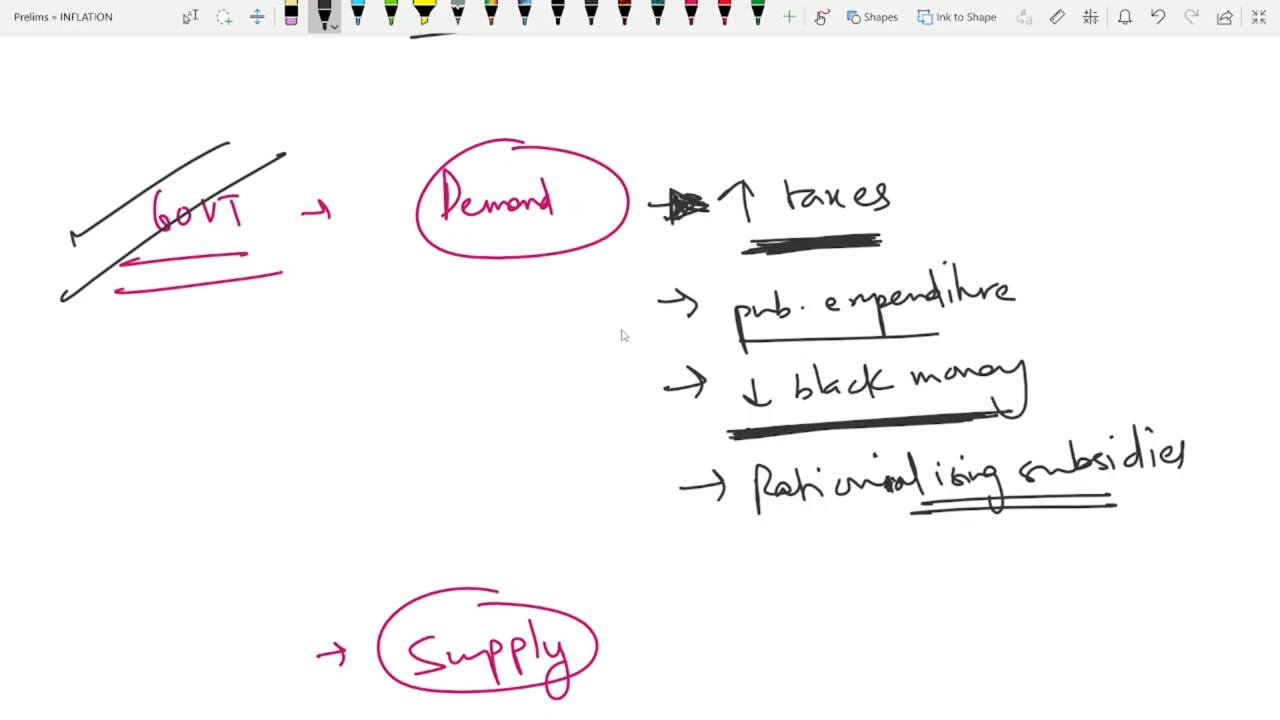 Prelims » INFLATION
Shapes
Ink to Shape
GOVT → Demand → ↑ taxes
→ pub. expenditure
→ ↓ black money
→ Rationalising subsidies
→ Supply